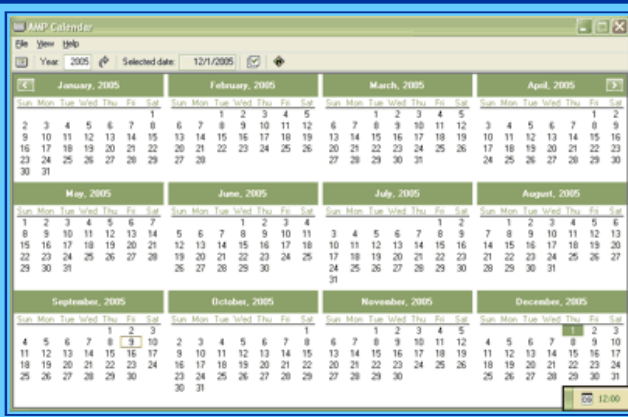 AMP Calendar
File View Help
Year: 2005 Selected date: 12/1/2005
January, 2005 February, 2005 March, 2005 April, 2005
Sun Mon Tue Wed Thu Fri Sat Sun Mon Tue Wed Thu Fri Sat Sun Mon Tue Wed Thu Fri Sat Sun Mon Tue Wed Thu Fri Sat
1 1 2 3 4 5 1 2 3 4 5 1 2
2 3 4 5 6 7 8 6 7 8 9 10 11 12 6 7 8 9 10 11 12 3 4 5 6 7 8 9
9 10 11 12 13 14 15 13 14 15 16 17 18 19 13 14 15 16 17 18 19 10 11 12 13 14 15 16
16 17 18 19 20 21 22 20 21 22 23 24 25 26 20 21 22 23 24 25 26 17 18 19 20 21 22 23
23 24 25 26 27 28 29 27 28 27 28 29 30 31 24 25 26 27 28 29 30
30 31
May, 2005 June, 2005 July, 2005 August, 2005
Sun Mon Tue Wed Thu Fri Sat Sun Mon Tue Wed Thu Fri Sat Sun Mon Tue Wed Thu Fri Sat Sun Mon Tue Wed Thu Fri Sat
1 2 3 4 5 6 7 1 2 3 4 1 2 1 2 3 4 5 6
8 9 10 11 12 13 14 5 6 7 8 9 10 11 3 4 5 6 7 8 9 7 8 9 10 11 12 13
15 16 17 18 19 20 21 12 13 14 15 16 17 18 10 11 12 13 14 15 16 14 15 16 17 18 19 20
22 23 24 25 26 27 28 19 20 21 22 23 24 25 17 18 19 20 21 22 23 21 22 23 24 25 26 27
29 30 31 26 27 28 29 30 24 25 26 27 28 29 30 28 29 30 31
31
September, 2005 October, 2005 November, 2005 December, 2005
Sun Mon Tue Wed Thu Fri Sat Sun Mon Tue Wed Thu Fri Sat Sun Mon Tue Wed Thu Fri Sat Sun Mon Tue Wed Thu Fri Sat
1 2 3 1 1 2 3 4 5 1 2 3
4 5 6 7 8 9 10 2 3 4 5 6 7 8 6 7 8 9 10 11 12 4 5 6 7 8 9 10
11 12 13 14 15 16 17 9 10 11 12 13 14 15 13 14 15 16 17 18 19 11 12 13 14 15 16 17
18 19 20 21 22 23 24 16 17 18 19 20 21 22 20 21 22 23 24 25 26 18 19 20 21 22 23 24
25 26 27 28 29 30 23 24 25 26 27 28 29 27 28 29 30 25 26 27 28 29 30 31
30 31
12:00